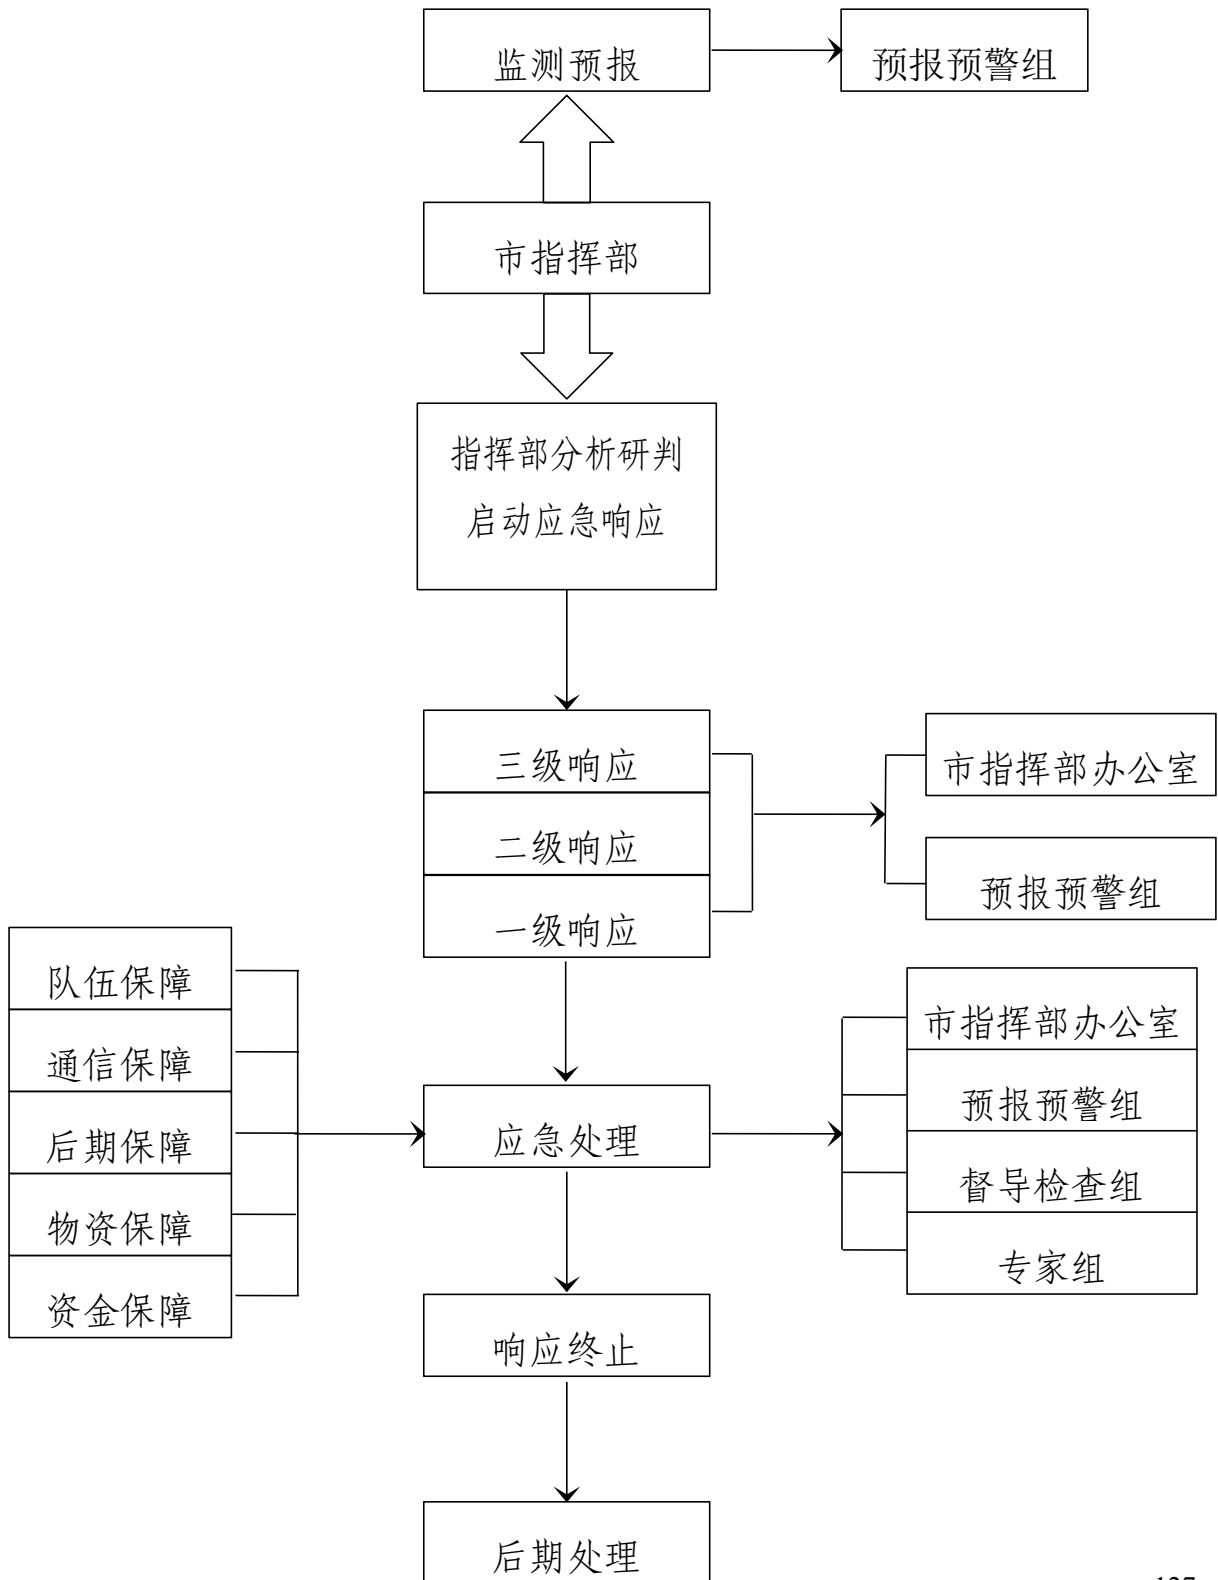 监测预报
预报预警组
市指挥部
指挥部分析研判
启动应急响应
三级响应
二级响应
一级响应
市指挥部办公室
预报预警组
队伍保障
通信保障
后期保障
物资保障
资金保障
应急处理
市指挥部办公室
预报预警组
督导检查组
专家组
响应终止
后期处理